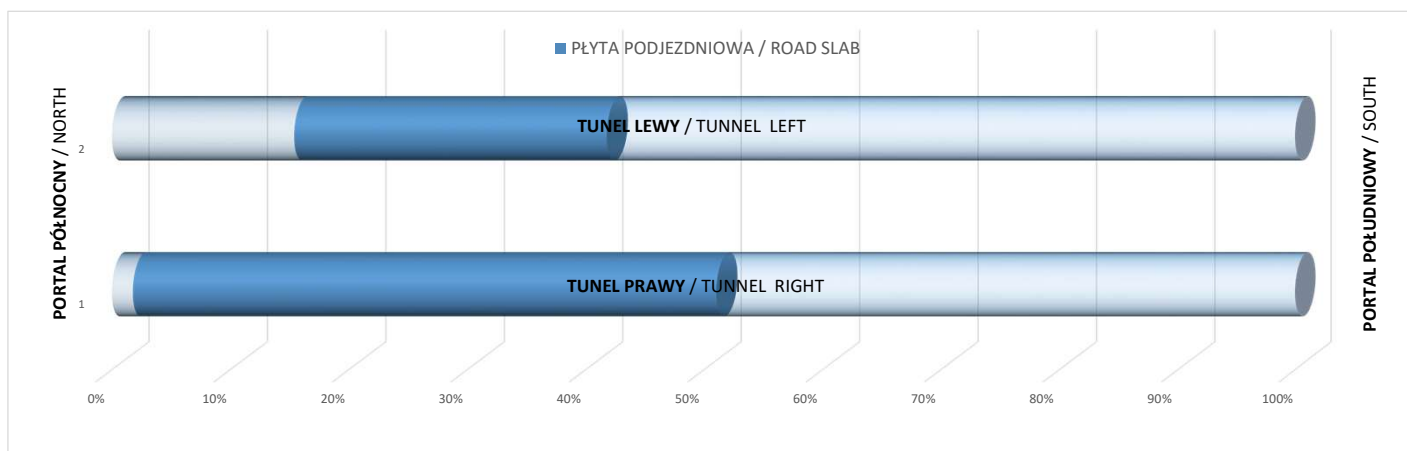 PŁYTA PODJEZDNIOWA / ROAD SLAB
PORTAL PÓŁNOCNY / NORTH
2
TUNEL LEWY / TUNNEL LEFT
1
TUNEL PRAWY / TUNNEL RIGHT
PORTAL POŁUDNIOWY / SOUTH
0% 10% 20% 30% 40% 50% 60% 70% 80% 90% 100%